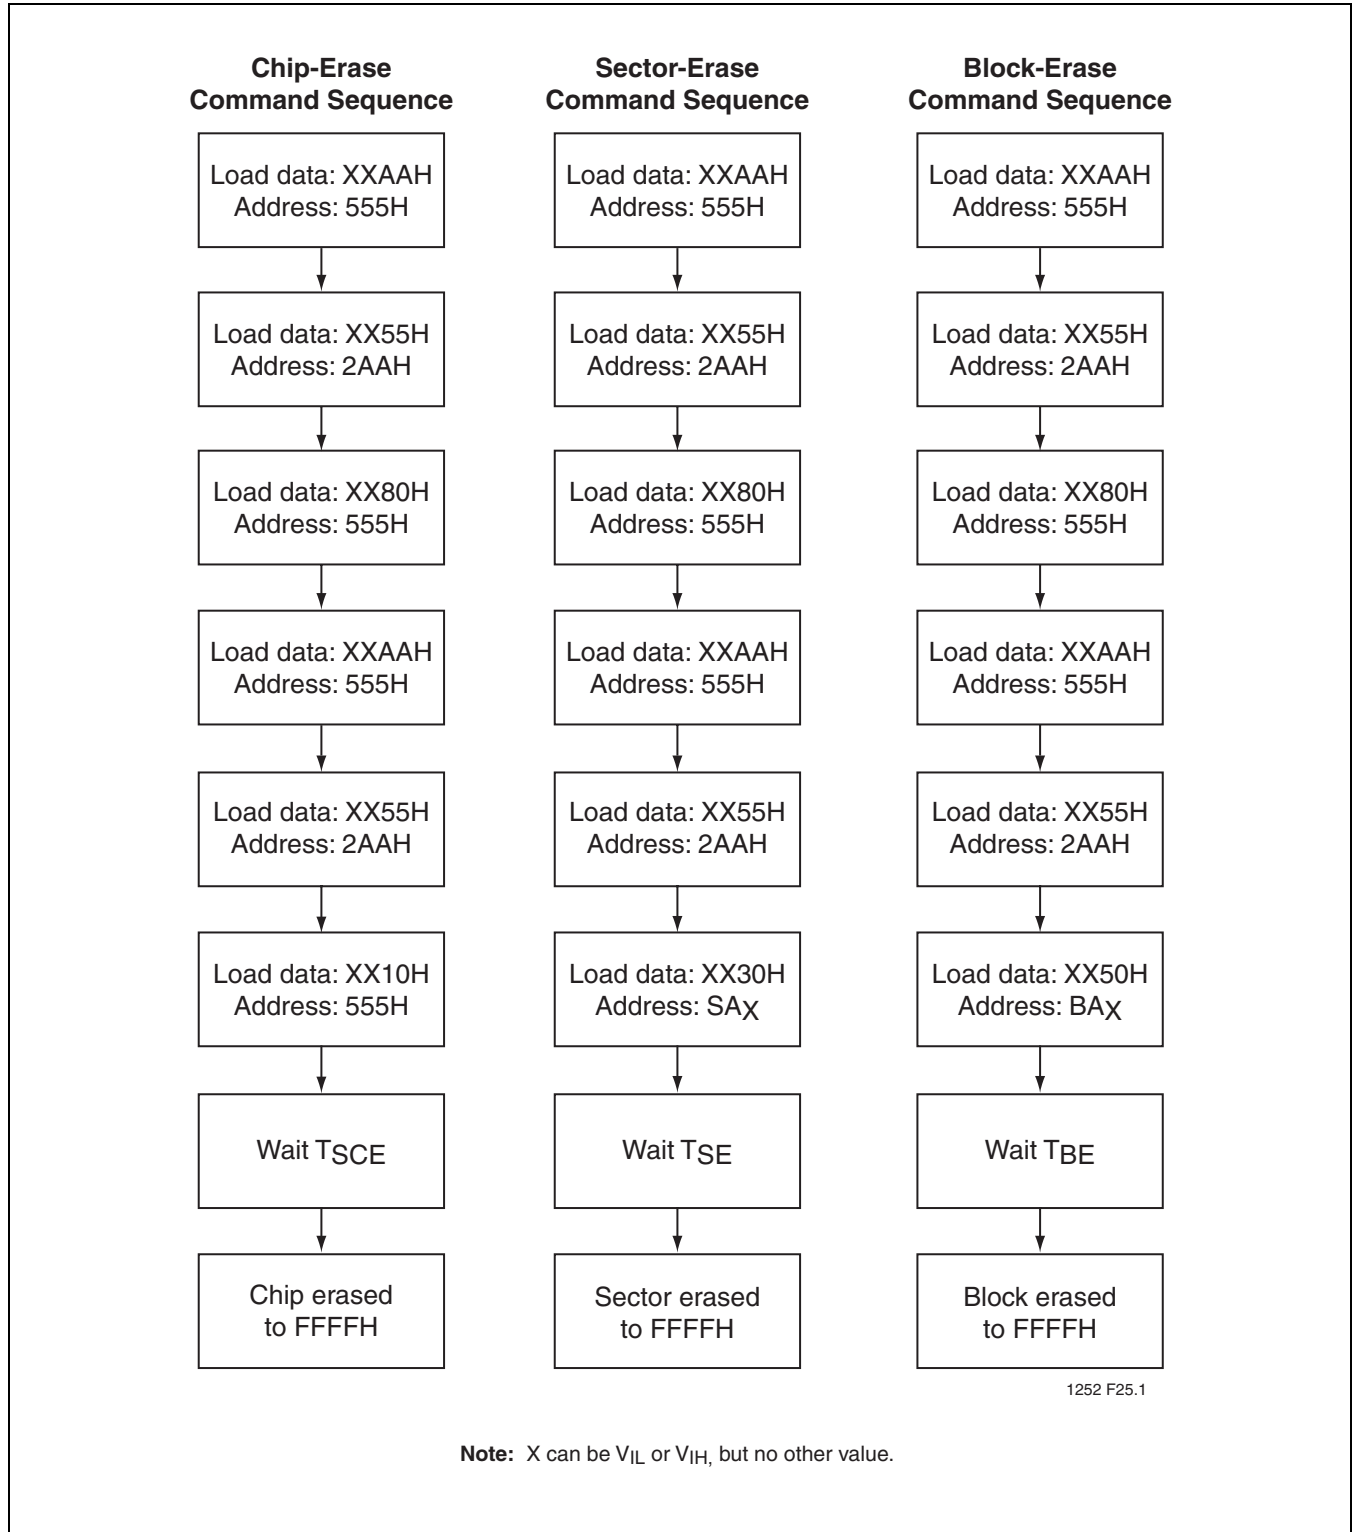 Chip-Erase
Command Sequence
Load data: XXAAH
Address: 555H
Load data: XX55H
Address: 2AAH
Load data: XX80H
Address: 555H
Load data: XXAAH
Address: 555H
Load data: XX55H
Address: 2AAH
Load data: XX10H
Address: 555H
Wait TSCE
Chip erased
to FFFFH
Sector-Erase
Command Sequence
Load data: XXAAH
Address: 555H
Load data: XX55H
Address: 2AAH
Load data: XX80H
Address: 555H
Load data: XXAAH
Address: 555H
Load data: XX55H
Address: 2AAH
Load data: XX30H
Address: SAX
Wait TSE
Sector erased
to FFFFH
Block-Erase
Command Sequence
Load data: XXAAH
Address: 555H
Load data: XX55H
Address: 2AAH
Load data: XX80H
Address: 555H
Load data: XXAAH
Address: 555H
Load data: XX55H
Address: 2AAH
Load data: XX50H
Address: BAX
Wait TBE
Block erased
to FFFFH
1252 F25.1
Note: X can be VIL or VIH, but no other value.